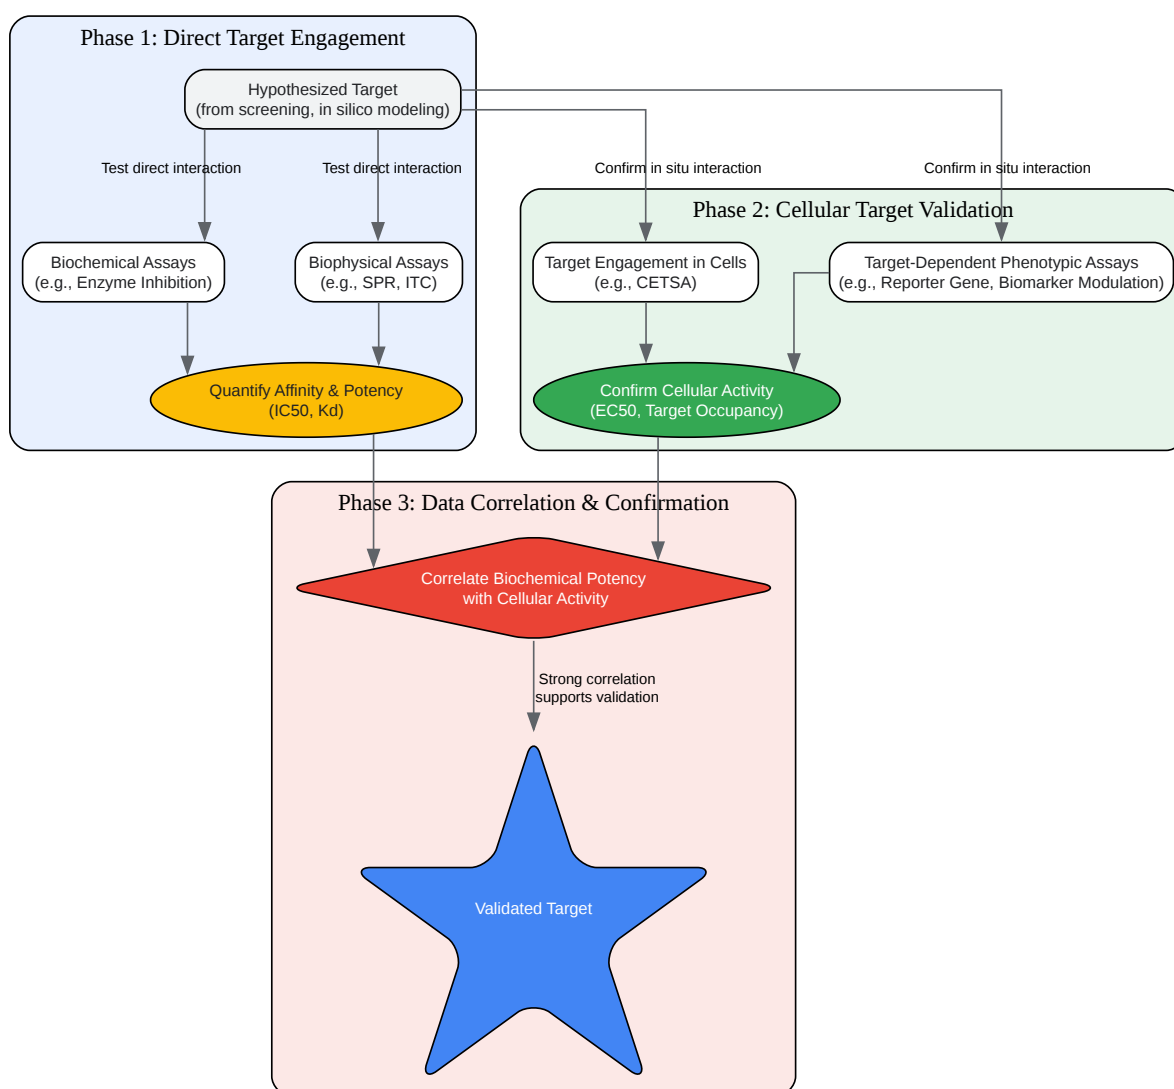 Phase 1: Direct Target Engagement
Hypothesized Target
(from screening, in silico modeling)
Test direct interaction
Test direct interaction
Confirm in situ interaction
Confirm in situ interaction
Phase 2: Cellular Target Validation
Biochemical Assays
(e.g., Enzyme Inhibition)
Biophysical Assays
(e.g., SPR, ITC)
Target Engagement in Cells
(e.g., CETSA)
Target-Dependent Phenotypic Assays
(e.g., Reporter Gene, Biomarker Modulation)
Quantify Affinity & Potency
(IC50, Kd)
Confirm Cellular Activity
(EC50, Target Occupancy)
Phase 3: Data Correlation & Confirmation
Correlate Biochemical Potency
with Cellular Activity
Strong correlation
supports validation
Validated Target